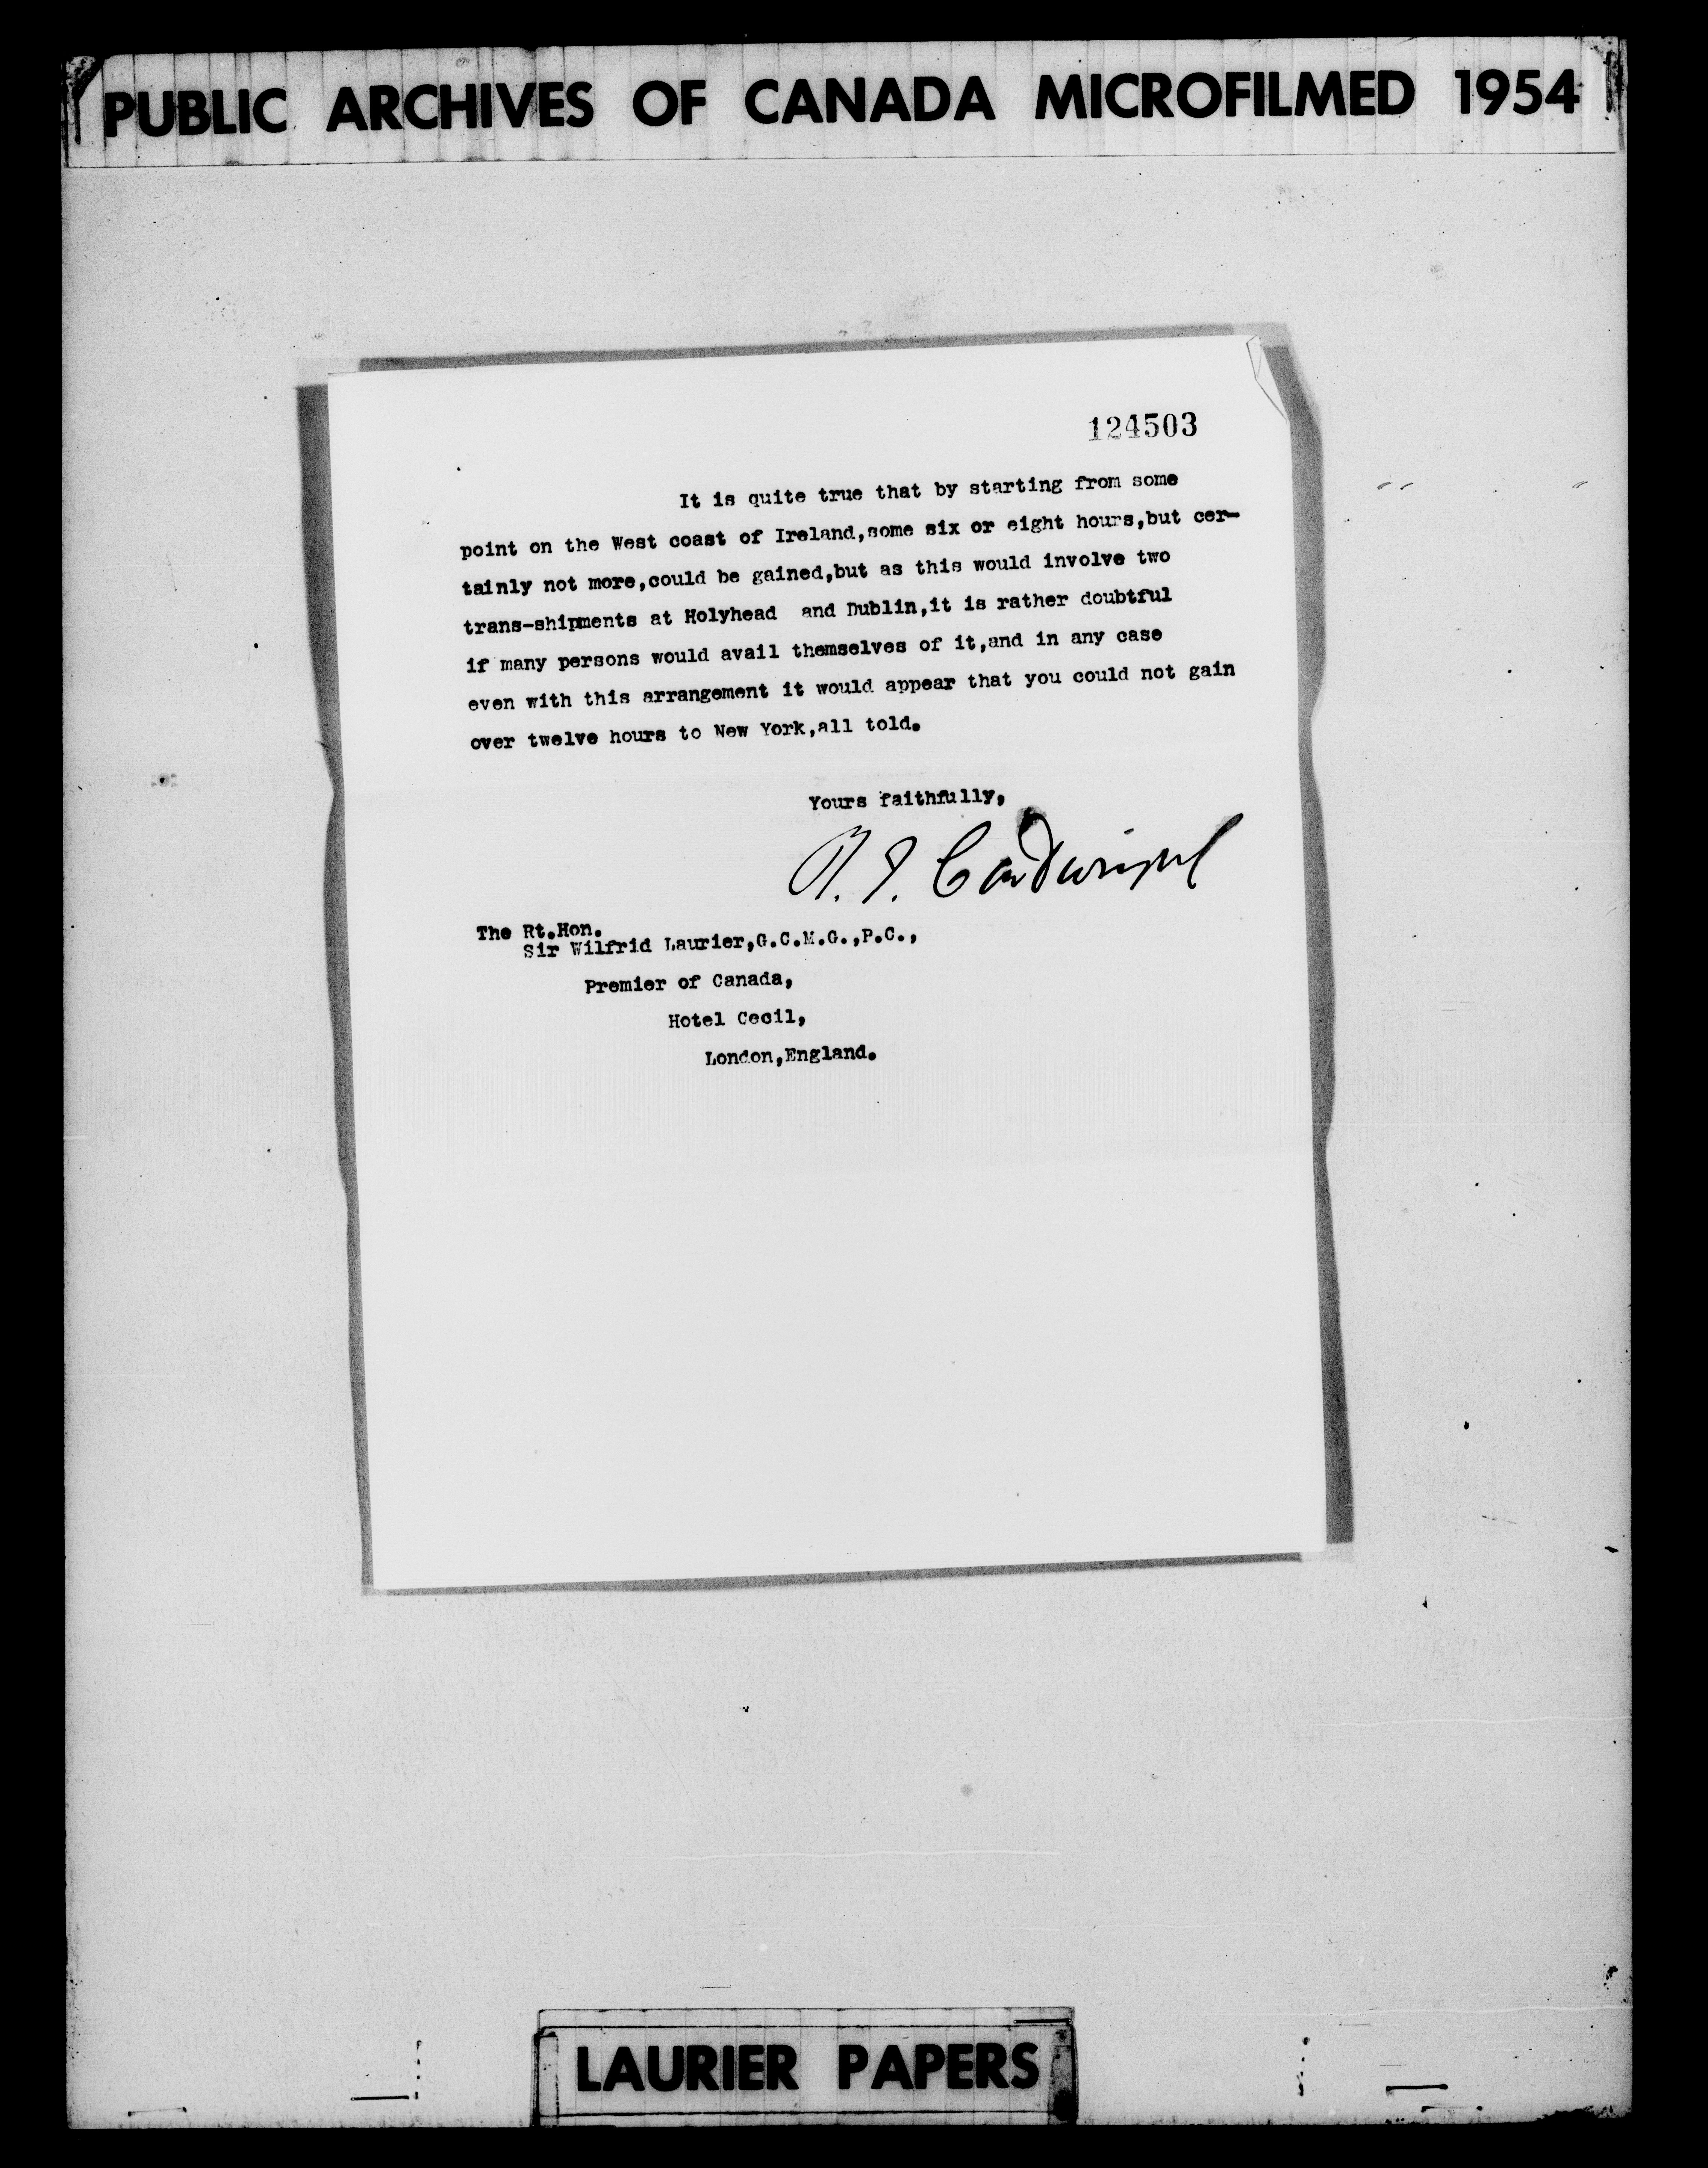 PUBLIC ARCHIVES OF CANADA MICROFILMED 1954
124503
It is quite true that by starting from some
point on the West coast of Ireland,some six or eight hours,but cer-
tainly not more,could be gained,but as this would involve two
trans-shipments at Holyhead and Dublin,it is rather doubtful
if many persons would avail themselves of it,and in any case
even with this arrangement it would appear that you could not gain
over twelve hours to New York,all told.
Yours faithfully,
R. J. Cartwright
The Rt.Hon.
Sir Wilfrid Laurier,G.C.M.G.,P.C.,
Premier of Canada,
Hotel Cecil,
London,England.
LAURIER PAPERS